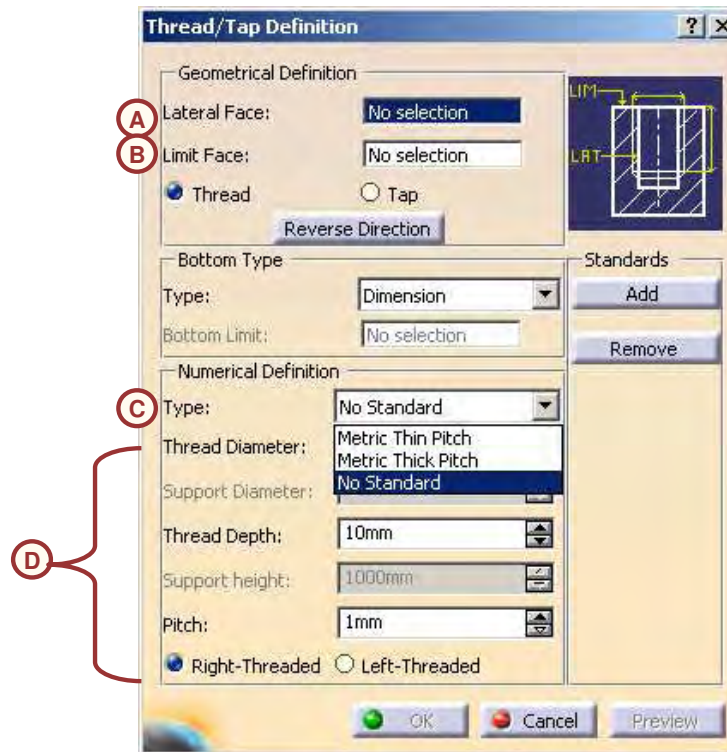 Thread/Tap Definition
? X
Geometrical Definition
A
Lateral Face: No selection
B
Limit Face: No selection
Thread Tap
Reverse Direction
LIM
LAT
Bottom Type
Type: Dimension
Bottom Limit: No selection
Standards
Add
Remove
Numerical Definition
C
Type: No Standard
Metric Thin Pitch
Metric Thick Pitch
No Standard
D
Thread Diameter:
Support Diameter:
Thread Depth: 10mm
Support height: 1000mm
Pitch: 1mm
Right-Threaded Left-Threaded
OK Cancel Preview